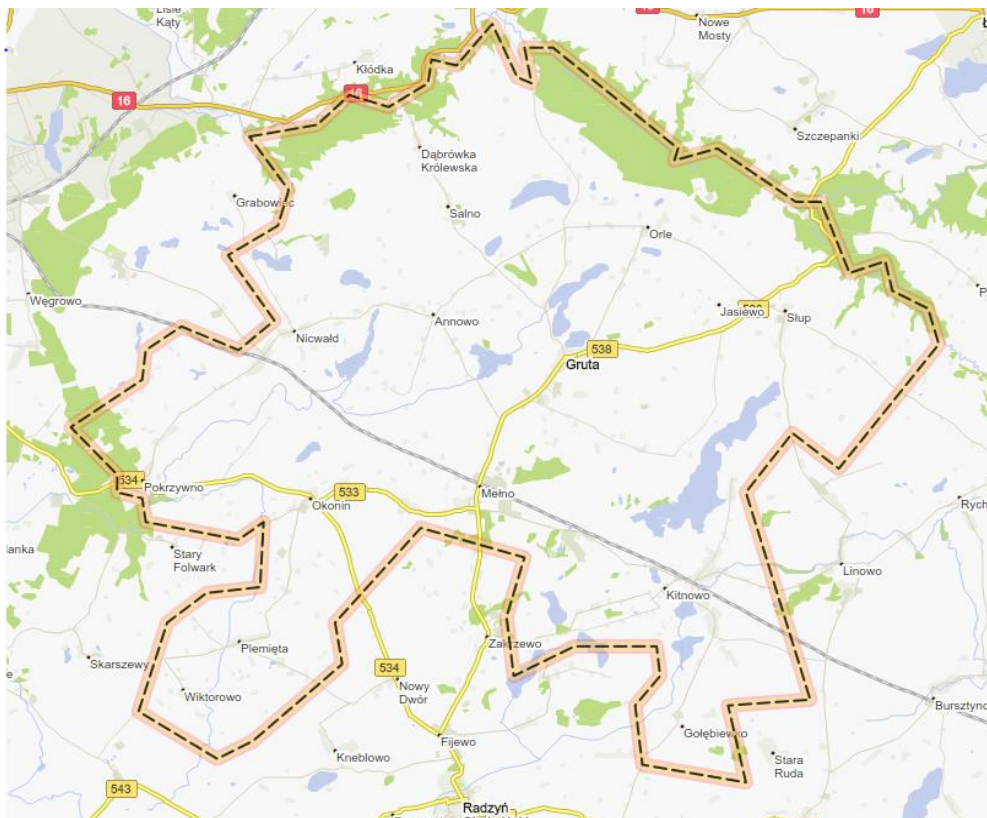 Lisie
Kąty
16
16
Nowe
Mosty
Kłódka
16
16
Szczepanki
Dąbrówka
Królewska
Grabowiec
Salno
Orle
Węgrowo
Nicwałd
Annowo
Jasiewo
Słup
538
Gruta
534
Pokrzywno
533
Okonin
Mełno
Rych
lanka
Stary
Folwark
Linowo
Kitnowo
Plemięta
Zakrzewo
Skarszewy
534
Nowy
Dwór
Wiktorowo
Bursztyno
Gołębiewko
Fijewo
Kneblowo
Stara
Ruda
543
Radzyń